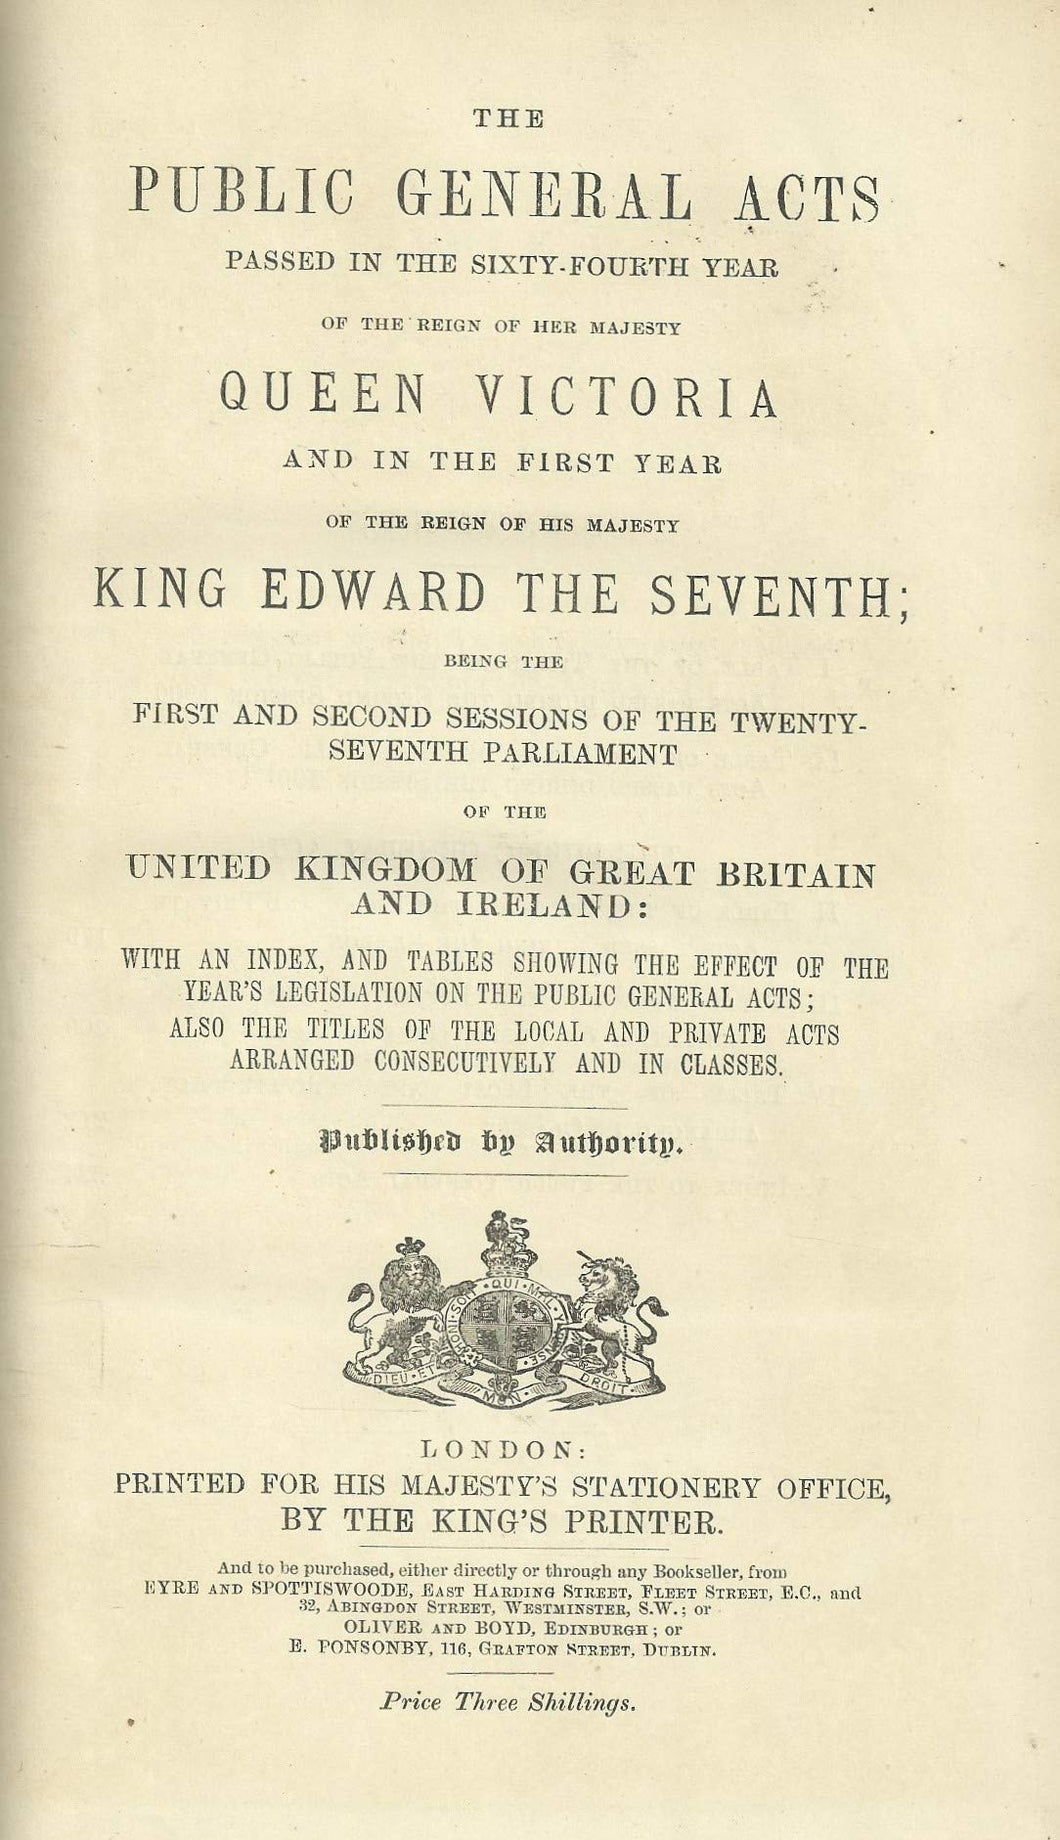 THE
PUBLIC GENERAL ACTS
PASSED IN THE SIXTY-FOURTH YEAR
OF THE REIGN OF HER MAJESTY
QUEEN VICTORIA
AND IN THE FIRST YEAR
OF THE REIGN OF HIS MAJESTY
KING EDWARD THE SEVENTH;
BEING THE
FIRST AND SECOND SESSIONS OF THE TWENTY-
SEVENTH PARLIAMENT
OF THE
UNITED KINGDOM OF GREAT BRITAIN
AND IRELAND:
WITH AN INDEX, AND TABLES SHOWING THE EFFECT OF THE
YEAR'S LEGISLATION ON THE PUBLIC GENERAL ACTS;
ALSO THE TITLES OF THE LOCAL AND PRIVATE ACTS
ARRANGED CONSECUTIVELY AND IN CLASSES.
Published by Authority.
HONI·SOIT·QUI·MAL·Y·PENSE
DIEU·ET·MON·DROIT·
LONDON:
PRINTED FOR HIS MAJESTY'S STATIONERY OFFICE,
BY THE KING'S PRINTER.
And to be purchased, either directly or through any Bookseller, from
EYRE AND SPOTTISWOODE, EAST HARDING STREET, FLEET STREET, E.C., and
32, ABINGDON STREET, WESTMINSTER, S.W.; or
OLIVER AND BOYD, EDINBURGH; or
E. PONSONBY, 116, GRAFTON STREET, DUBLIN.
Price Three Shillings.